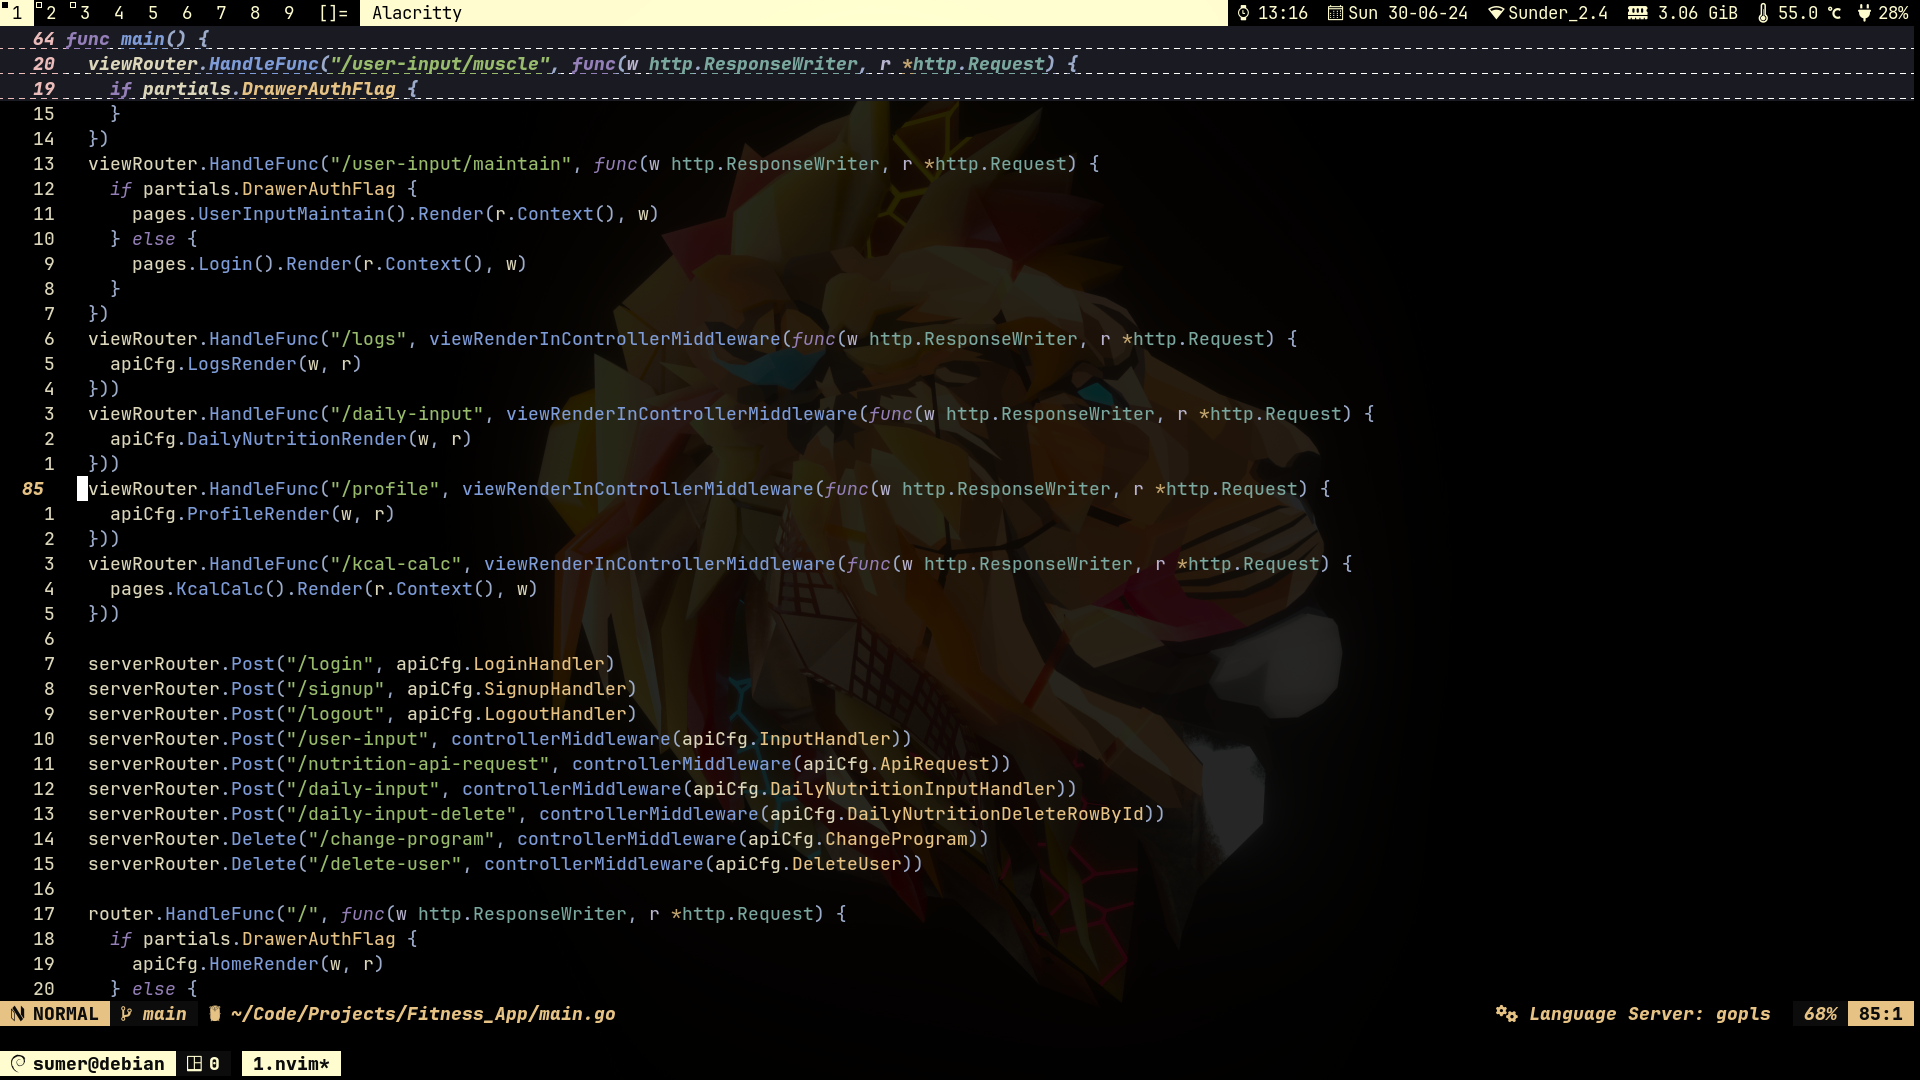 1 2 3 4 5 6 7 8 9 []= Alacritty 13:16 Sun 30-06-24 Sunder_2.4 3.06 GiB 55.0 °C 28%
64 func main() {
20 viewRouter.HandleFunc("/user-input/muscle", func(w http.ResponseWriter, r *http.Request) {
19 if partials.DrawerAuthFlag {
15 }
14 })
13 viewRouter.HandleFunc("/user-input/maintain", func(w http.ResponseWriter, r *http.Request) {
12 if partials.DrawerAuthFlag {
11 pages.UserInputMaintain().Render(r.Context(), w)
10 } else {
9 pages.Login().Render(r.Context(), w)
8 }
7 })
6 viewRouter.HandleFunc("/logs", viewRenderInControllerMiddleware(func(w http.ResponseWriter, r *http.Request) {
5 apiCfg.LogsRender(w, r)
4 }))
3 viewRouter.HandleFunc("/daily-input", viewRenderInControllerMiddleware(func(w http.ResponseWriter, r *http.Request) {
2 apiCfg.DailyNutritionRender(w, r)
1 }))
85 viewRouter.HandleFunc("/profile", viewRenderInControllerMiddleware(func(w http.ResponseWriter, r *http.Request) {
1 apiCfg.ProfileRender(w, r)
2 }))
3 viewRouter.HandleFunc("/kcal-calc", viewRenderInControllerMiddleware(func(w http.ResponseWriter, r *http.Request) {
4 pages.KcalCalc().Render(r.Context(), w)
5 }))
6
7 serverRouter.Post("/login", apiCfg.LoginHandler)
8 serverRouter.Post("/signup", apiCfg.SignupHandler)
9 serverRouter.Post("/logout", apiCfg.LogoutHandler)
10 serverRouter.Post("/user-input", controllerMiddleware(apiCfg.InputHandler))
11 serverRouter.Post("/nutrition-api-request", controllerMiddleware(apiCfg.ApiRequest))
12 serverRouter.Post("/daily-input", controllerMiddleware(apiCfg.DailyNutritionInputHandler))
13 serverRouter.Post("/daily-input-delete", controllerMiddleware(apiCfg.DailyNutritionDeleteRowById))
14 serverRouter.Delete("/change-program", controllerMiddleware(apiCfg.ChangeProgram))
15 serverRouter.Delete("/delete-user", controllerMiddleware(apiCfg.DeleteUser))
16
17 router.HandleFunc("/", func(w http.ResponseWriter, r *http.Request) {
18 if partials.DrawerAuthFlag {
19 apiCfg.HomeRender(w, r)
20 } else {
NORMAL main ~/Code/Projects/Fitness_App/main.go Language Server: gopls 68% 85:1
sumer@debian 0 1.nvim*